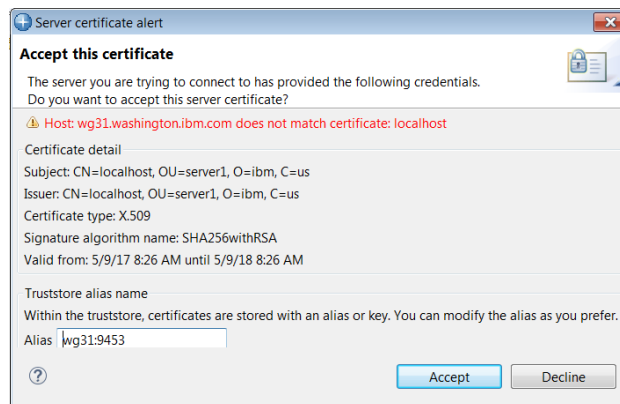 Server certificate alert
Accept this certificate
The server you are trying to connect to has provided the following credentials.
Do you want to accept this server certificate?
Host: wg31.washington.ibm.com does not match certificate: localhost
Certificate detail
Subject: CN=localhost, OU=server1, O=ibm, C=us
Issuer: CN=localhost, OU=server1, O=ibm, C=us
Certificate type: X.509
Signature algorithm name: SHA256withRSA
Valid from: 5/9/17 8:26 AM until 5/9/18 8:26 AM
Truststore alias name
Within the truststore, certificates are stored with an alias or key. You can modify the alias as you prefer.
Alias wg31:9453
? Accept Decline